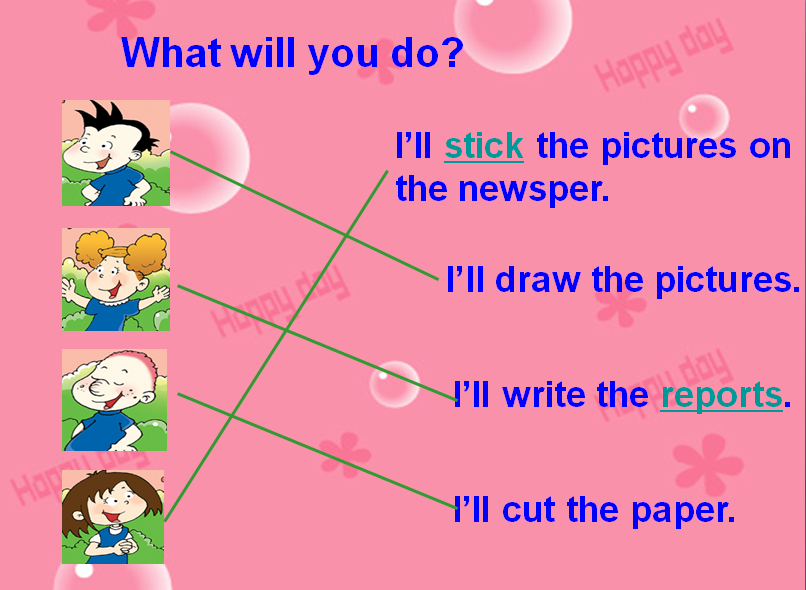 What will you do?
Happy day
I'll stick the pictures on
the newsper.
I'll draw the pictures.
Happy day
Happy day
I'll write the reports.
Happy day
I'll cut the paper.